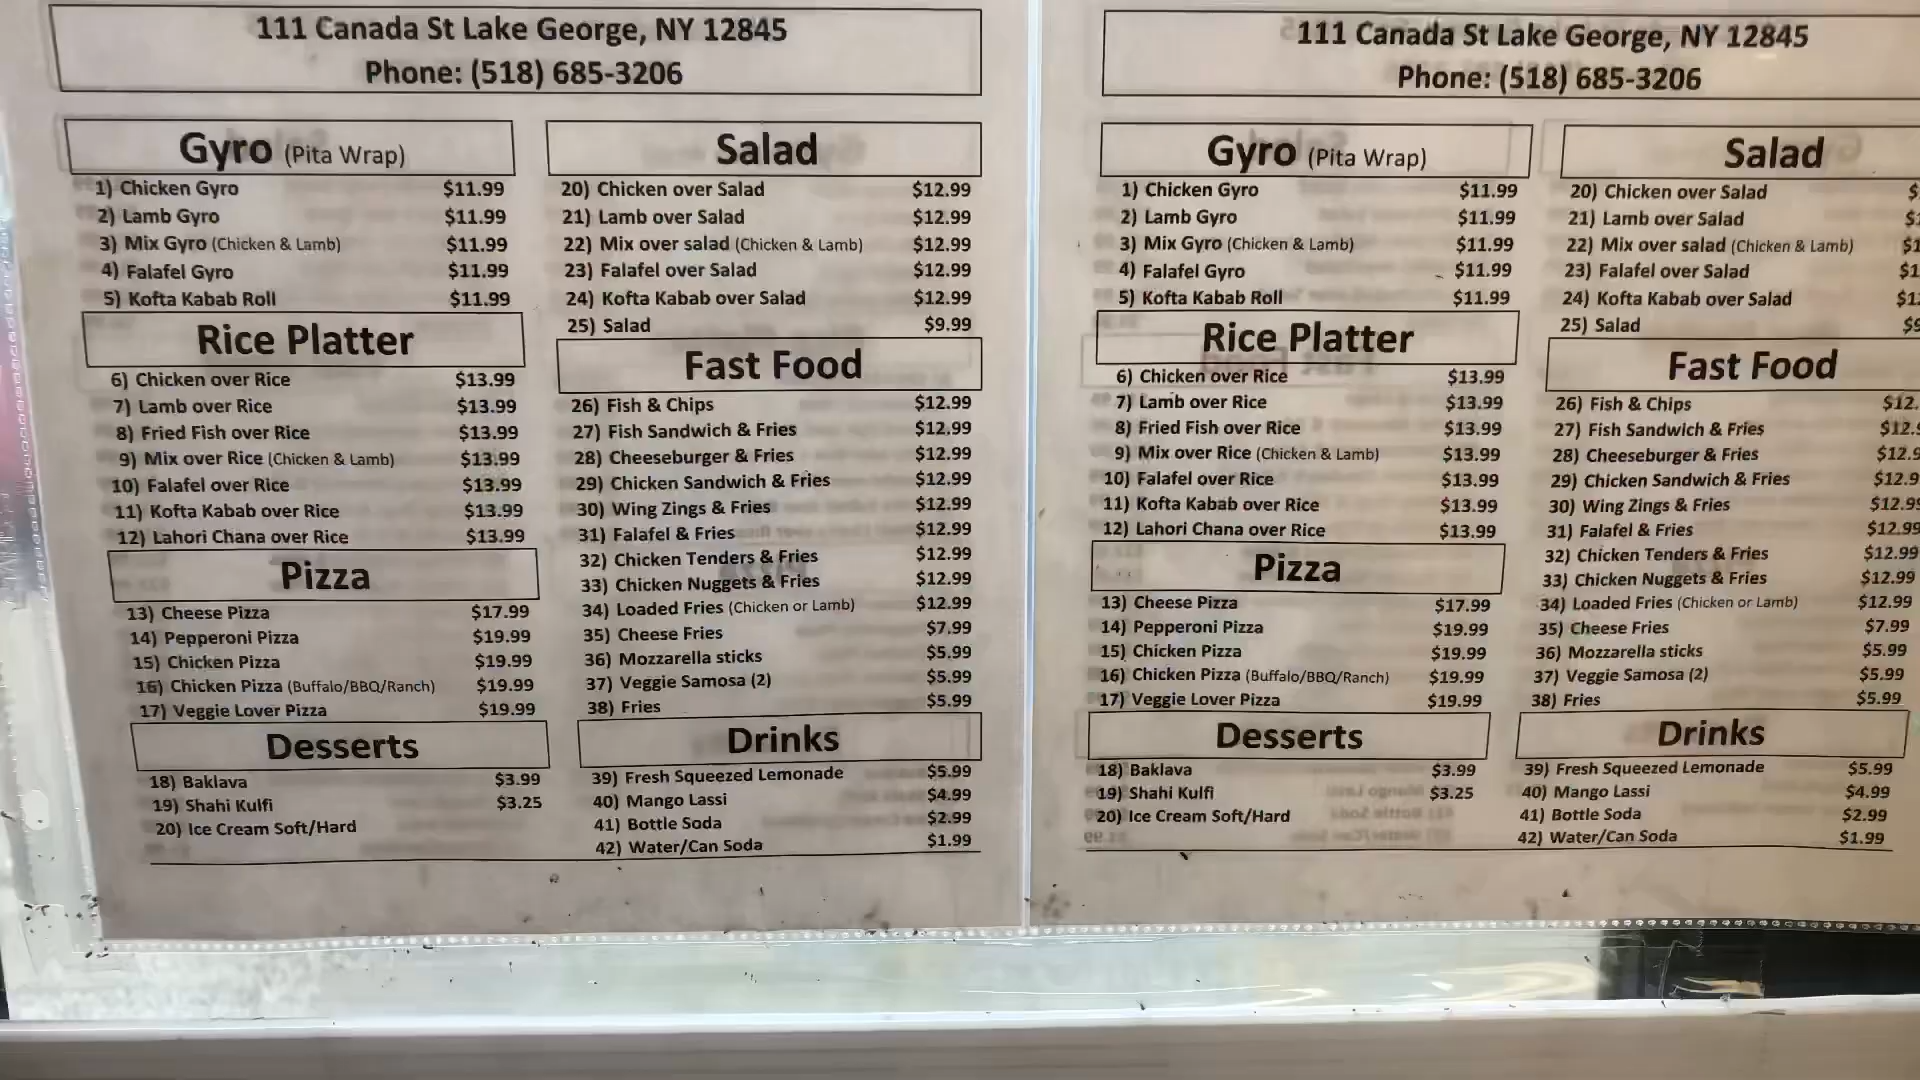 111 Canada St Lake George, NY 12845
Phone: (518) 685-3206
Gyro (Pita Wrap)
1) Chicken Gyro $11.99
2) Lamb Gyro $11.99
3) Mix Gyro (Chicken & Lamb) $11.99
4) Falafel Gyro $11.99
5) Kofta Kabab Roll $11.99
Rice Platter
6) Chicken over Rice $13.99
7) Lamb over Rice $13.99
8) Fried Fish over Rice $13.99
9) Mix over Rice (Chicken & Lamb) $13.99
10) Falafel over Rice $13.99
11) Kofta Kabab over Rice $13.99
12) Lahori Chana over Rice $13.99
Pizza
13) Cheese Pizza $17.99
14) Pepperoni Pizza $19.99
15) Chicken Pizza $19.99
16) Chicken Pizza (Buffalo/BBQ/Ranch) $19.99
17) Veggie Lover Pizza $19.99
Desserts
18) Baklava $3.99
19) Shahi Kulfi $3.25
20) Ice Cream Soft/Hard
Salad
20) Chicken over Salad $12.99
21) Lamb over Salad $12.99
22) Mix over salad (Chicken & Lamb) $12.99
23) Falafel over Salad $12.99
24) Kofta Kabab over Salad $12.99
25) Salad $9.99
Fast Food
26) Fish & Chips $12.99
27) Fish Sandwich & Fries $12.99
28) Cheeseburger & Fries $12.99
29) Chicken Sandwich & Fries $12.99
30) Wing Zings & Fries $12.99
31) Falafel & Fries $12.99
32) Chicken Tenders & Fries $12.99
33) Chicken Nuggets & Fries $12.99
34) Loaded Fries (Chicken or Lamb) $12.99
35) Cheese Fries $7.99
36) Mozzarella sticks $5.99
37) Veggie Samosa (2) $5.99
38) Fries $5.99
Drinks
39) Fresh Squeezed Lemonade $5.99
40) Mango Lassi $4.99
41) Bottle Soda $2.99
42) Water/Can Soda $1.99
111 Canada St Lake George, NY 12845
Phone: (518) 685-3206
Gyro (Pita Wrap)
1) Chicken Gyro $11.99
2) Lamb Gyro $11.99
3) Mix Gyro (Chicken & Lamb) $11.99
4) Falafel Gyro $11.99
5) Kofta Kabab Roll $11.99
Rice Platter
6) Chicken over Rice $13.99
7) Lamb over Rice $13.99
8) Fried Fish over Rice $13.99
9) Mix over Rice (Chicken & Lamb) $13.99
10) Falafel over Rice $13.99
11) Kofta Kabab over Rice $13.99
12) Lahori Chana over Rice $13.99
Pizza
13) Cheese Pizza $17.99
14) Pepperoni Pizza $19.99
15) Chicken Pizza $19.99
16) Chicken Pizza (Buffalo/BBQ/Ranch) $19.99
17) Veggie Lover Pizza $19.99
Desserts
18) Baklava $3.99
19) Shahi Kulfi $3.25
20) Ice Cream Soft/Hard
Salad
20) Chicken over Salad
21) Lamb over Salad
22) Mix over salad (Chicken & Lamb)
23) Falafel over Salad
24) Kofta Kabab over Salad
25) Salad
Fast Food
26) Fish & Chips $12.
27) Fish Sandwich & Fries $12.9
28) Cheeseburger & Fries $12.9
29) Chicken Sandwich & Fries $12.9
30) Wing Zings & Fries $12.99
31) Falafel & Fries $12.99
32) Chicken Tenders & Fries $12.99
33) Chicken Nuggets & Fries $12.99
34) Loaded Fries (Chicken or Lamb) $12.99
35) Cheese Fries $7.99
36) Mozzarella sticks $5.99
37) Veggie Samosa (2) $5.99
38) Fries $5.99
Drinks
39) Fresh Squeezed Lemonade $5.99
40) Mango Lassi $4.99
41) Bottle Soda $2.99
42) Water/Can Soda $1.99